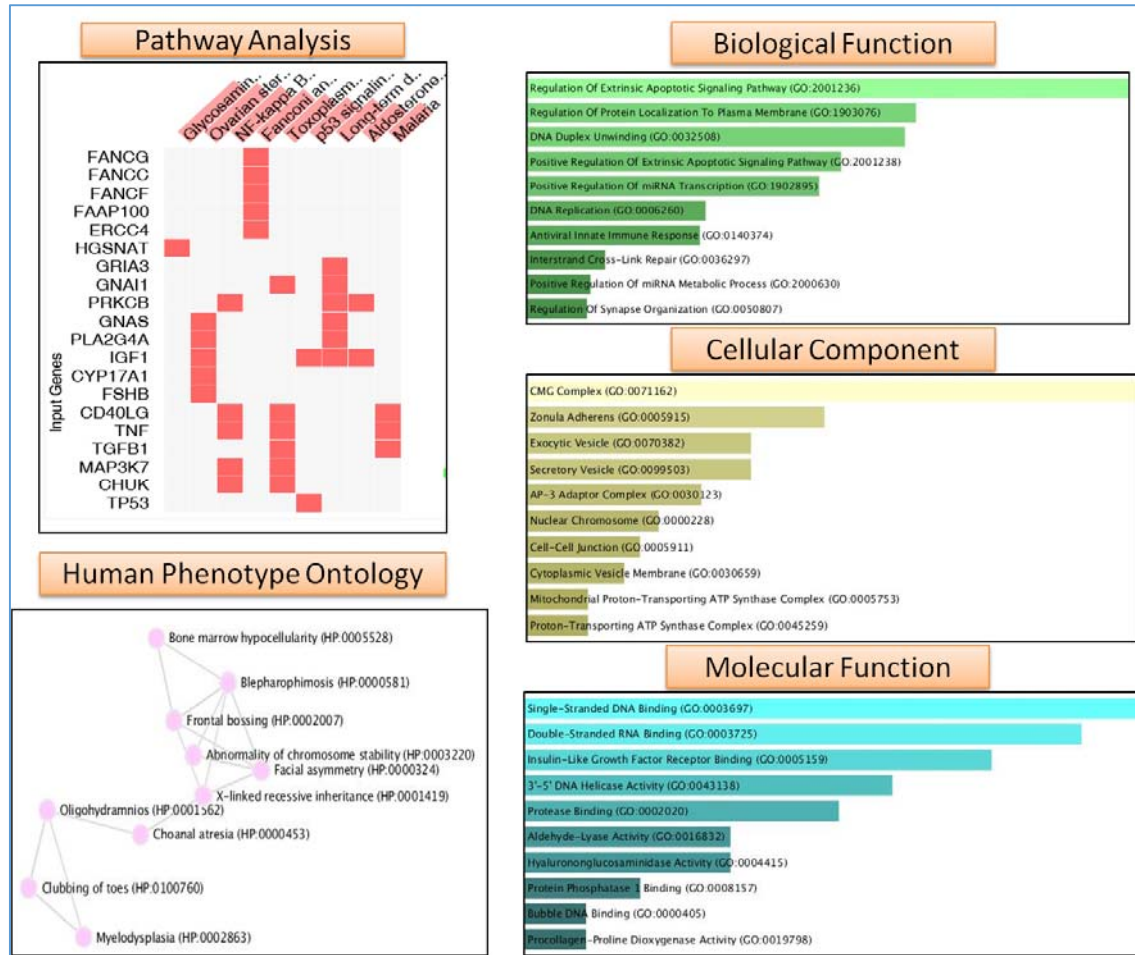 Pathway Analysis
Glycosamin..
Ovarian ster..
NF-kappa B..
Fanconi an..
Toxoplasm..
p53 signalin..
Long-term d..
Aldosterone..
Malaria
Input Genes
FANCG
FANCC
FANCF
FAAP100
ERCC4
HGSNAT
GRIA3
GNAI1
PRKCB
GNAS
PLA2G4A
IGF1
CYP17A1
FSHB
CD40LG
TNF
TGFB1
MAP3K7
CHUK
TP53
Human Phenotype Ontology
Bone marrow hypocellularity (HP:0005528)
Blepharophimosis (HP:0000581)
Frontal bossing (HP:0002007)
Abnormality of chromosome stability (HP:0003220)
Facial asymmetry (HP:0000324)
X-linked recessive inheritance (HP:0001419)
Oligohydramnios (HP:0001562)
Choanal atresia (HP:0000453)
Clubbing of toes (HP:0100760)
Myelodysplasia (HP:0002863)
Biological Function
Regulation Of Extrinsic Apoptotic Signaling Pathway (GO:2001236)
Regulation Of Protein Localization To Plasma Membrane (GO:1903076)
DNA Duplex Unwinding (GO:0032508)
Positive Regulation Of Extrinsic Apoptotic Signaling Pathway (GO:2001238)
Positive Regulation Of miRNA Transcription (GO:1902895)
DNA Replication (GO:0006260)
Antiviral Innate Immune Response (GO:0140374)
Interstrand Cross-Link Repair (GO:0036297)
Positive Regulation Of miRNA Metabolic Process (GO:2000630)
Regulation Of Synapse Organization (GO:0050807)
Cellular Component
CMG Complex (GO:0071162)
Zonula Adherens (GO:0005915)
Exocytic Vesicle (GO:0070382)
Secretory Vesicle (GO:0099503)
AP-3 Adaptor Complex (GO:0030123)
Nuclear Chromosome (GO:0000228)
Cell-Cell Junction (GO:0005911)
Cytoplasmic Vesicle Membrane (GO:0030659)
Mitochondrial Proton-Transporting ATP Synthase Complex (GO:0005753)
Proton-Transporting ATP Synthase Complex (GO:0045259)
Molecular Function
Single-Stranded DNA Binding (GO:0003697)
Double-Stranded RNA Binding (GO:0003725)
Insulin-Like Growth Factor Receptor Binding (GO:0005159)
3'-5' DNA Helicase Activity (GO:0043138)
Protease Binding (GO:0002020)
Aldehyde-Lyase Activity (GO:0016832)
Hyalurononglucosaminidase Activity (GO:0004415)
Protein Phosphatase 1 Binding (GO:0008157)
Bubble DNA Binding (GO:0000405)
Procollagen-Proline Dioxygenase Activity (GO:0019798)